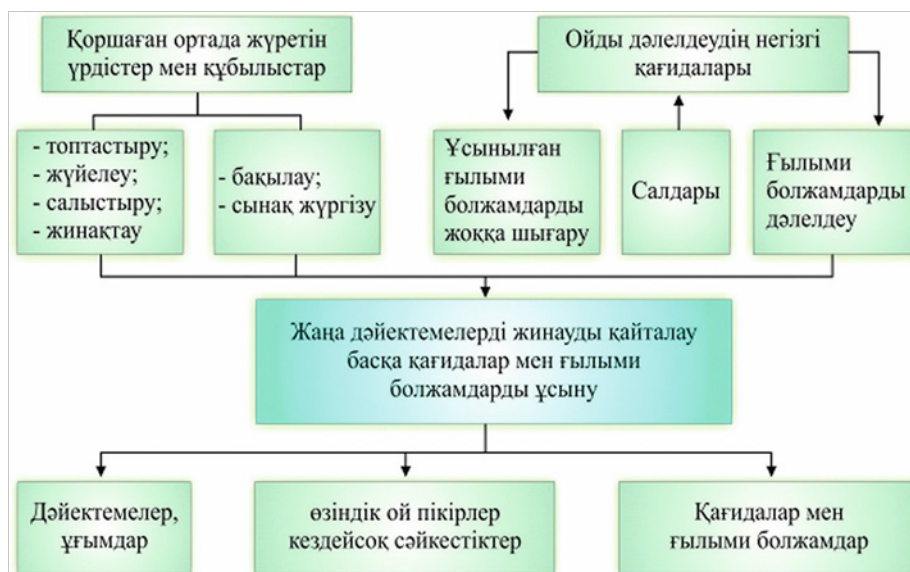 Қоршаған ортада жүретін
үрдістер мен құбылыстар
Ойды дәлелдеудің негізгі
қағидалары
- топтастыру;
- жүйелеу;
- салыстыру;
- жинақтау
- бақылау;
- сынақ жүргізу
Ұсынылған
ғылыми
болжамдарды
жоққа шығару
Салдары
Ғылыми
болжамдарды
дәлелдеу
Жаңа дәйектемелерді жинауды қайталау
басқа қағидалар мен ғылыми
болжамдарды ұсыну
Дәйектемелер,
ұғымдар
өзіндік ой пікірлер
кездейсоқ сәйкестіктер
Қағидалар мен
ғылыми болжамдар